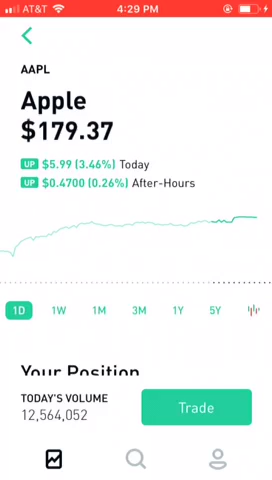 AT&T 4:29 PM
AAPL
Apple
$179.37
UP $5.99 (3.46%) Today
UP $0.4700 (0.26%) After-Hours
1D 1W 1M 3M 1Y 5Y
Your Position
TODAY'S VOLUME
12,564,052
Trade